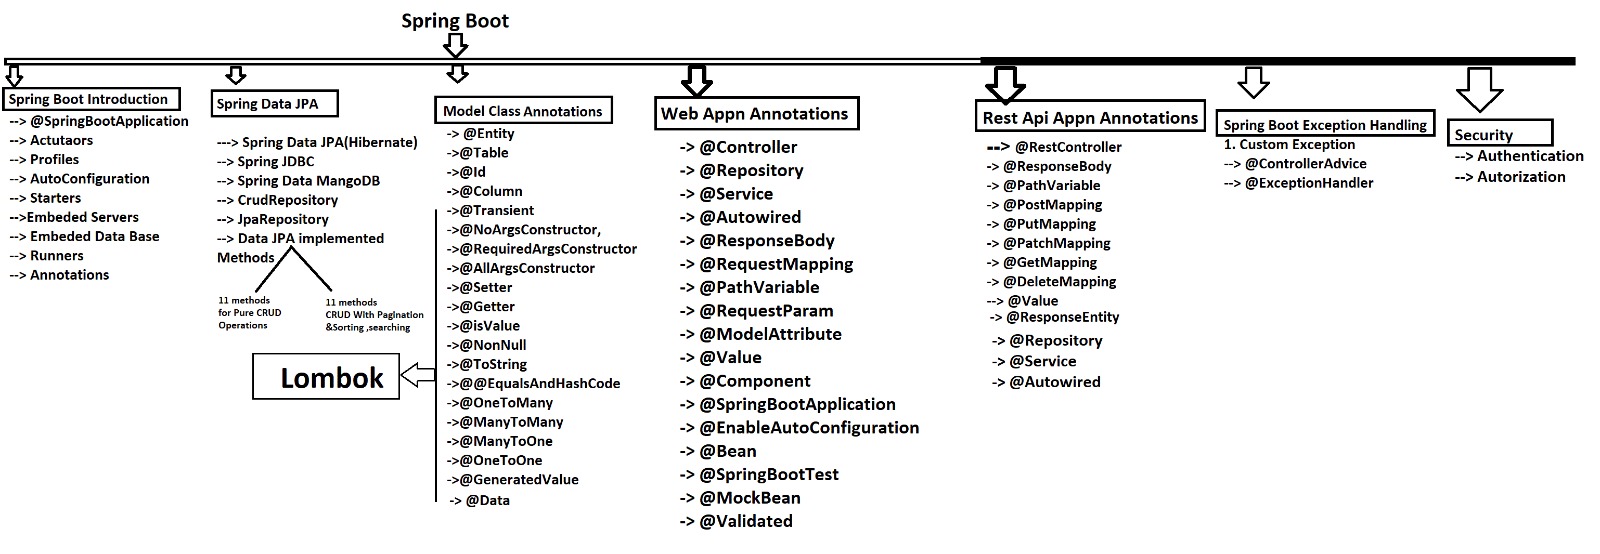 Spring Boot
Spring Boot Introduction
--> @SpringBootApplication
--> Actutaors
--> Profiles
--> AutoConfiguration
--> Starters
-->Embeded Servers
--> Embeded Data Base
--> Runners
--> Annotations
Spring Data JPA
---> Spring Data JPA(Hibernate)
--> Spring JDBC
--> Spring Data MangoDB
--> CrudRepository
--> JpaRepository
--> Data JPA implemented
Methods
11 methods
for Pure CRUD
Operations
11 methods
CRUD With Pagination
&Sorting ,searching
Lombok
Model Class Annotations
-> @Entity
->@Table
->@Id
->@Column
->@Transient
->@NoArgsConstructor,
->@RequiredArgsConstructor
->@AllArgsConstructor
->@Setter
->@Getter
->@isValue
->@NonNull
->@ToString
->@@EqualsAndHashCode
->@OneToMany
->@ManyToMany
->@ManyToOne
->@OneToOne
->@GeneratedValue
-> @Data
Web Appn Annotations
-> @Controller
-> @Repository
-> @Service
-> @Autowired
-> @ResponseBody
-> @RequestMapping
-> @PathVariable
-> @RequestParam
-> @ModelAttribute
-> @Value
-> @Component
-> @SpringBootApplication
-> @EnableAutoConfiguration
-> @Bean
-> @SpringBootTest
-> @MockBean
-> @Validated
Rest Api Appn Annotations
--> @RestController
-> @ResponseBody
-> @PathVariable
-> @PostMapping
-> @PutMapping
-> @PatchMapping
-> @GetMapping
-> @DeleteMapping
--> @Value
-> @ResponseEntity
-> @Repository
-> @Service
-> @Autowired
Spring Boot Exception Handling
1. Custom Exception
--> @ControllerAdvice
--> @ExceptionHandler
Security
--> Authentication
--> Autorization